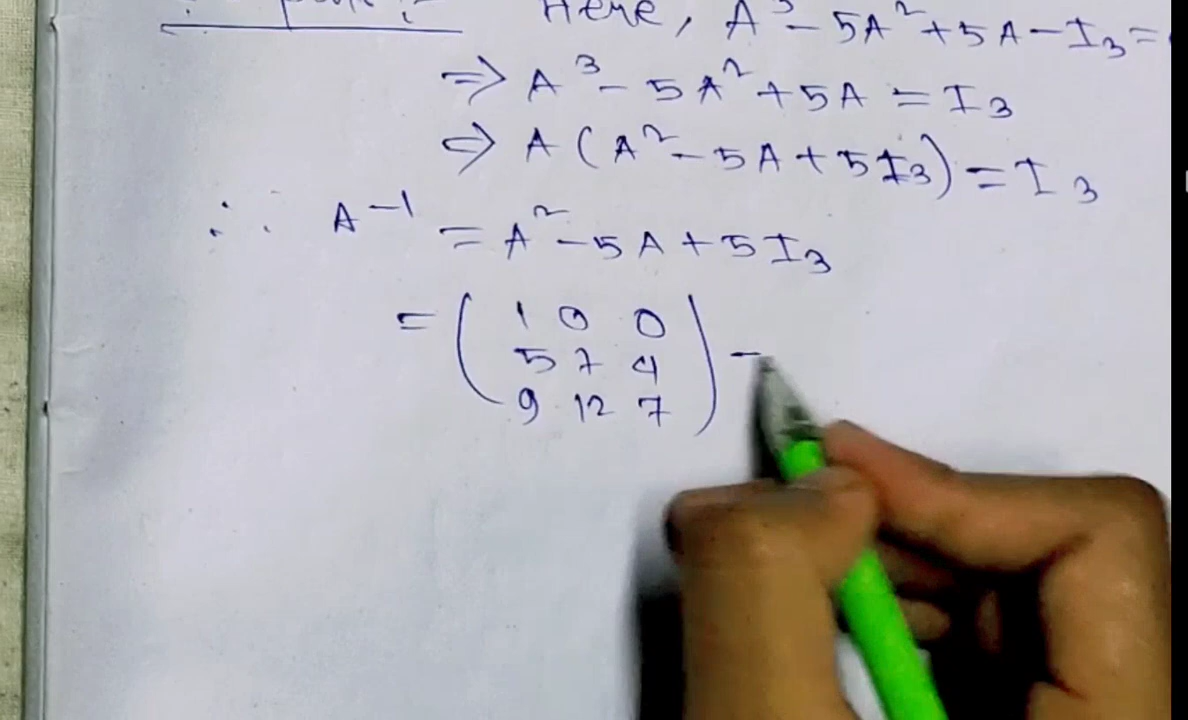 Here, A³ - 5A² + 5A - I₃ =
⇒ A³ - 5A² + 5A = I₃
⇒ A (A² - 5A + 5I₃) = I₃
∴ A⁻¹ = A² - 5A + 5I₃
= ( 1 0 0
5 7 4
9 12 7 ) -